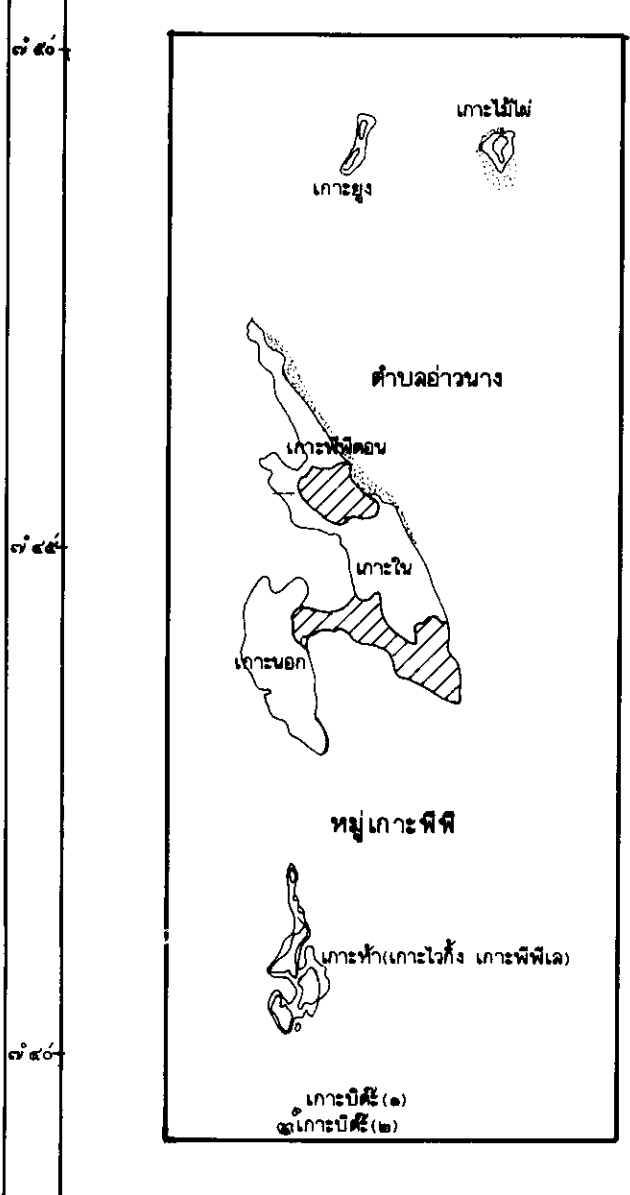 ๗° ๕๐′
เกาะไม้ไผ่
เกาะยูง
ตำบลอ่าวนาง
เกาะพีพีดอน
๗° ๔๕′
เกาะใน
เกาะนอก
หมู่เกาะพีพี
เกาะห้า(เกาะไวกิ้ง เกาะพีพีเล)
๗° ๔๐′
เกาะบิด๊ะ(๑)
เกาะบิด๊ะ(๒)